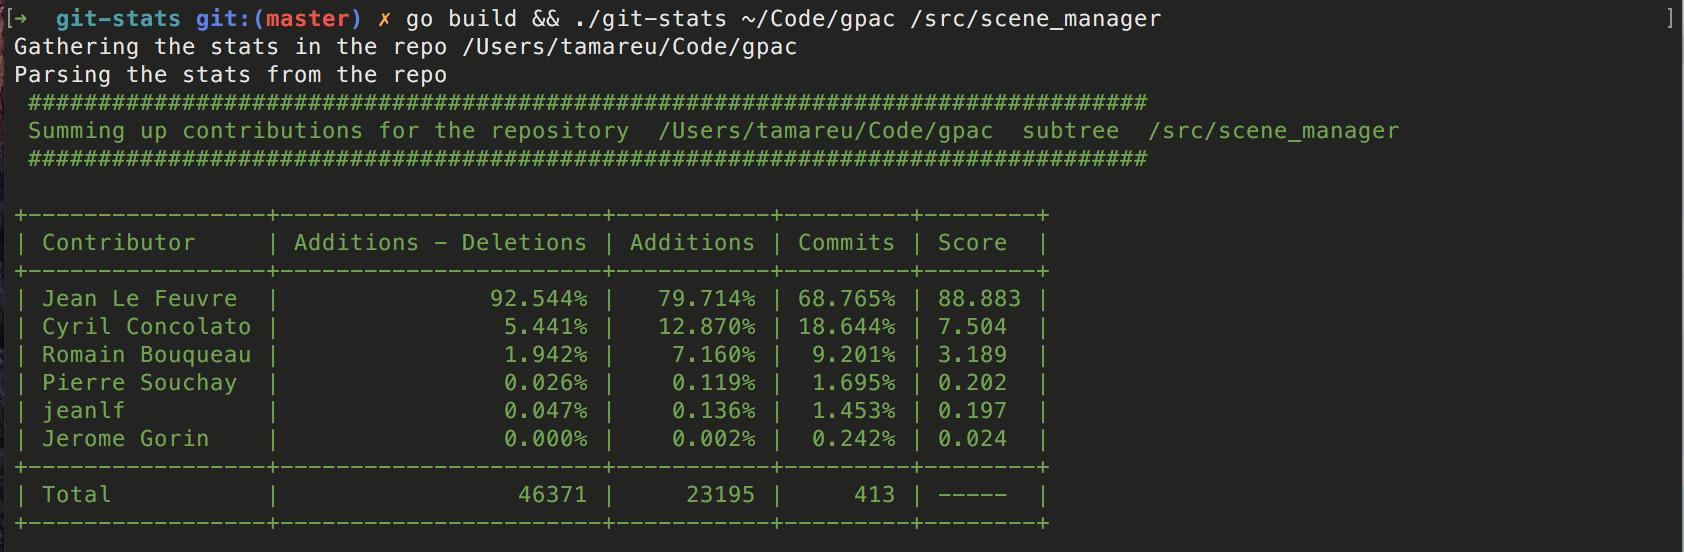 [➜  git-stats git:(master) ✗ go build && ./git-stats ~/Code/gpac /src/scene_manager ]
Gathering the stats in the repo /Users/tamareu/Code/gpac
Parsing the stats from the repo
################################################################################
Summing up contributions for the repository  /Users/tamareu/Code/gpac  subtree  /src/scene_manager
################################################################################
+-----------------+-----------------------+-----------+---------+--------+
| Contributor     | Additions - Deletions | Additions | Commits | Score  |
+-----------------+-----------------------+-----------+---------+--------+
| Jean Le Feuvre  |               92.544% |   79.714% | 68.765% | 88.883 |
| Cyril Concolato |                5.441% |   12.870% | 18.644% | 7.504  |
| Romain Bouqueau |                1.942% |    7.160% |  9.201% | 3.189  |
| Pierre Souchay  |                0.026% |    0.119% |  1.695% | 0.202  |
| jeanlf          |                0.047% |    0.136% |  1.453% | 0.197  |
| Jerome Gorin    |                0.000% |    0.002% |  0.242% | 0.024  |
+-----------------+-----------------------+-----------+---------+--------+
| Total           |                 46371 |     23195 |     413 | -----  |
+-----------------+-----------------------+-----------+---------+--------+